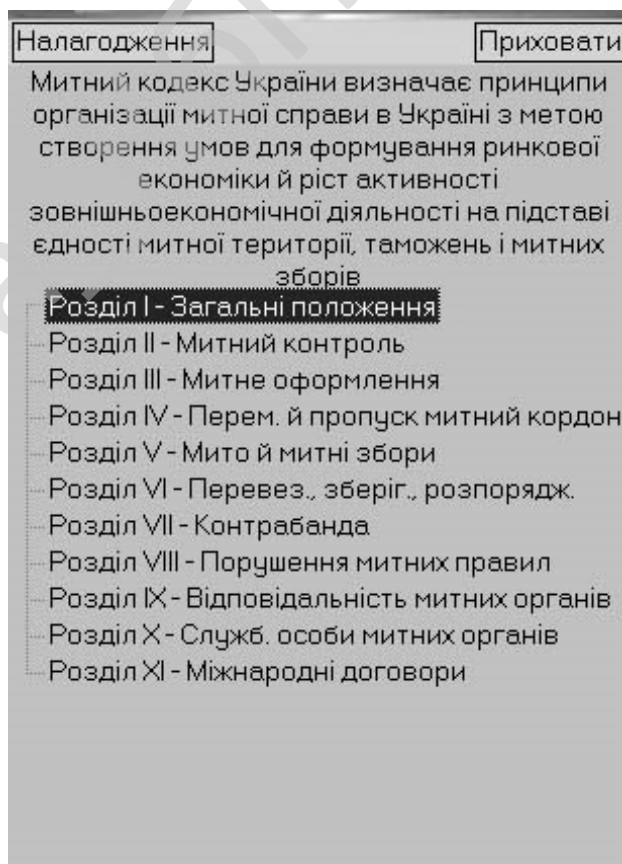 Налагодження Приховати
Митний кодекс України визначає принципи
організації митної справи в Україні з метою
створення умов для формування ринкової
економіки й ріст активності
зовнішньоекономічної діяльності на підставі
єдності митної території, таможень і митних
зборів
Розділ I - Загальні положення
Розділ II - Митний контроль
Розділ III - Митне оформлення
Розділ IV - Перем. й пропуск митний кордон
Розділ V - Мито й митні збори
Розділ VI - Перевез., зберіг., розпорядж.
Розділ VII - Контрабанда
Розділ VIII - Порушення митних правил
Розділ IX - Відповідальність митних органів
Розділ X - Служб. особи митних органів
Розділ XI - Міжнародні договори